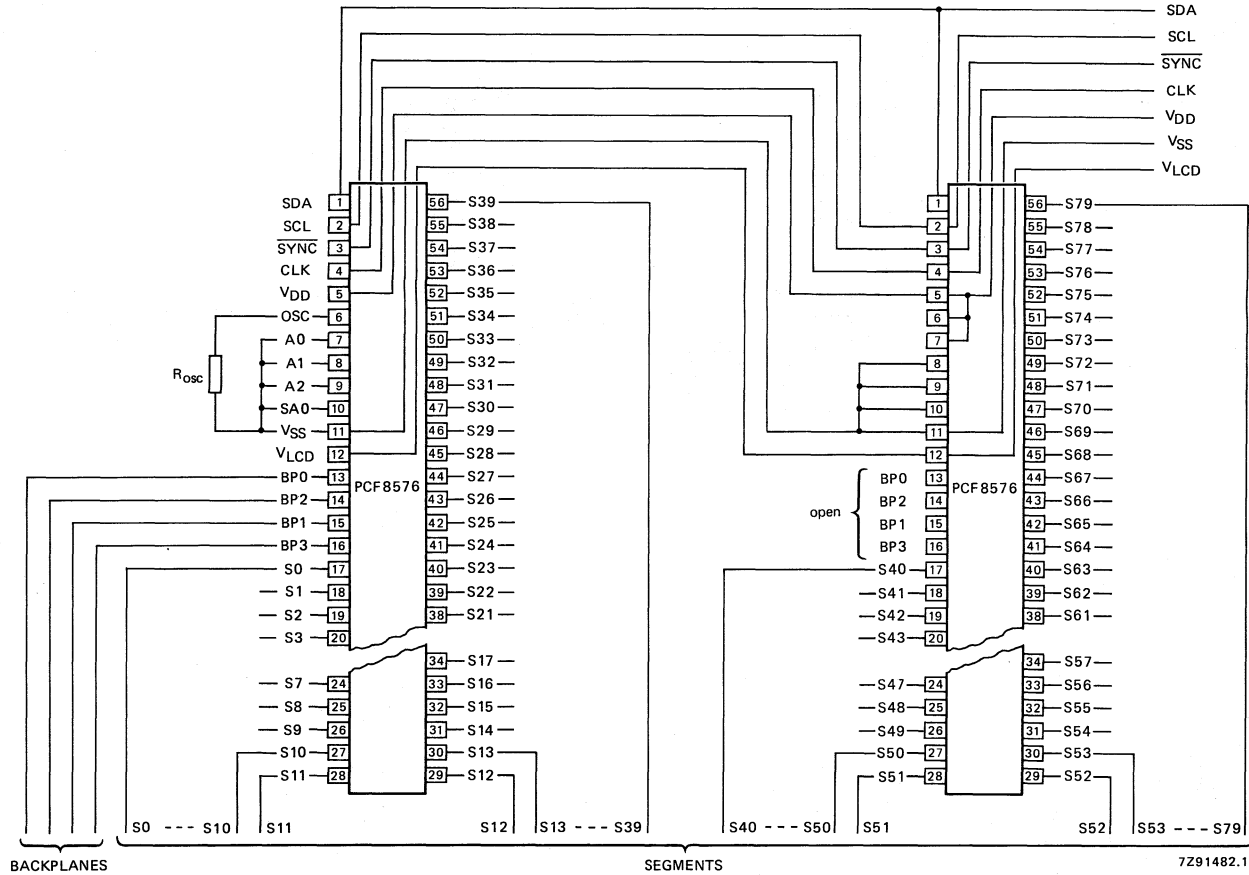 SDA
SCL
SYNC
CLK
VDD
VSS
VLCD
SDA 1 56 S39 1 56 S79
SCL 2 55 S38 2 55 S78
SYNC 3 54 S37 3 54 S77
CLK 4 53 S36 4 53 S76
VDD 5 52 S35 5 52 S75
OSC 6 51 S34 6 51 S74
A0 7 50 S33 7 50 S73
A1 8 49 S32 8 49 S72
Rosc A2 9 48 S31 9 48 S71
SA0 10 47 S30 10 47 S70
VSS 11 46 S29 11 46 S69
VLCD 12 45 S28 12 45 S68
BP0 13 44 S27 BP0 13 44 S67
PCF8576 PCF8576
BP2 14 43 S26 BP2 14 43 S66
open
BP1 15 42 S25 BP1 15 42 S65
BP3 16 41 S24 BP3 16 41 S64
S0 17 40 S23 S40 17 40 S63
S1 18 39 S22 S41 18 39 S62
S2 19 38 S21 S42 19 38 S61
S3 20 S43 20
34 S17 34 S57
S7 24 33 S16 S47 24 33 S56
S8 25 32 S15 S48 25 32 S55
S9 26 31 S14 S49 26 31 S54
S10 27 30 S13 S50 27 30 S53
S11 28 29 S12 S51 28 29 S52
S0 --- S10 S11 S12 S13 --- S39 S40 --- S50 S51 S52 S53 --- S79
BACKPLANES SEGMENTS 7Z91482.1